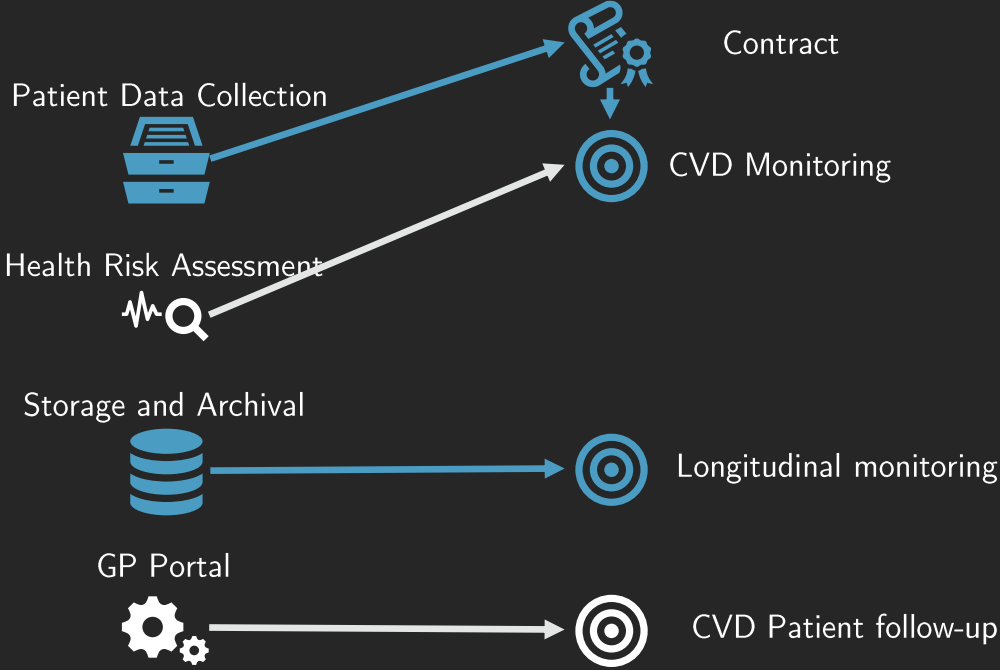 Contract
Patient Data Collection
CVD Monitoring
Health Risk Assessment
Storage and Archival
Longitudinal monitoring
GP Portal
CVD Patient follow-up